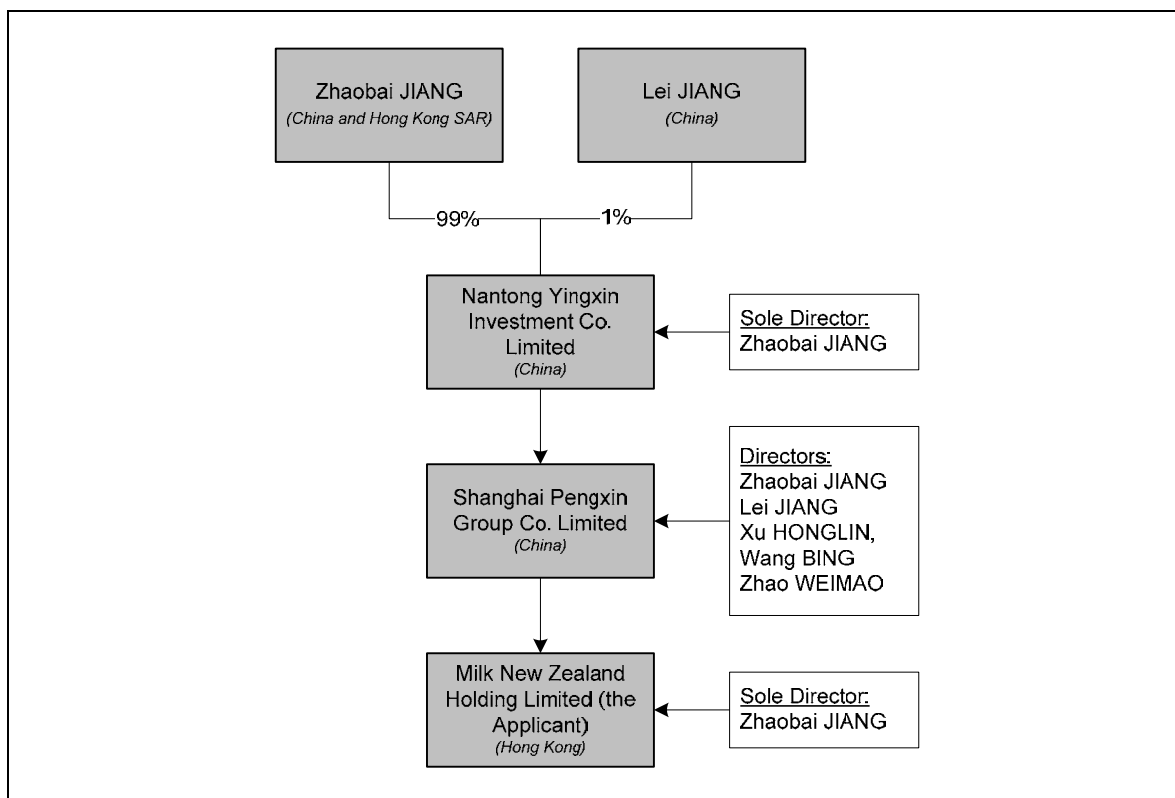 Zhaobai JIANG
(China and Hong Kong SAR)
Lei JIANG
(China)
99%
1%
Nantong Yingxin
Investment Co.
Limited
(China)
Sole Director:
Zhaobai JIANG
Shanghai Pengxin
Group Co. Limited
(China)
Directors:
Zhaobai JIANG
Lei JIANG
Xu HONGLIN,
Wang BING
Zhao WEIMAO
Milk New Zealand
Holding Limited (the
Applicant)
(Hong Kong)
Sole Director:
Zhaobai JIANG